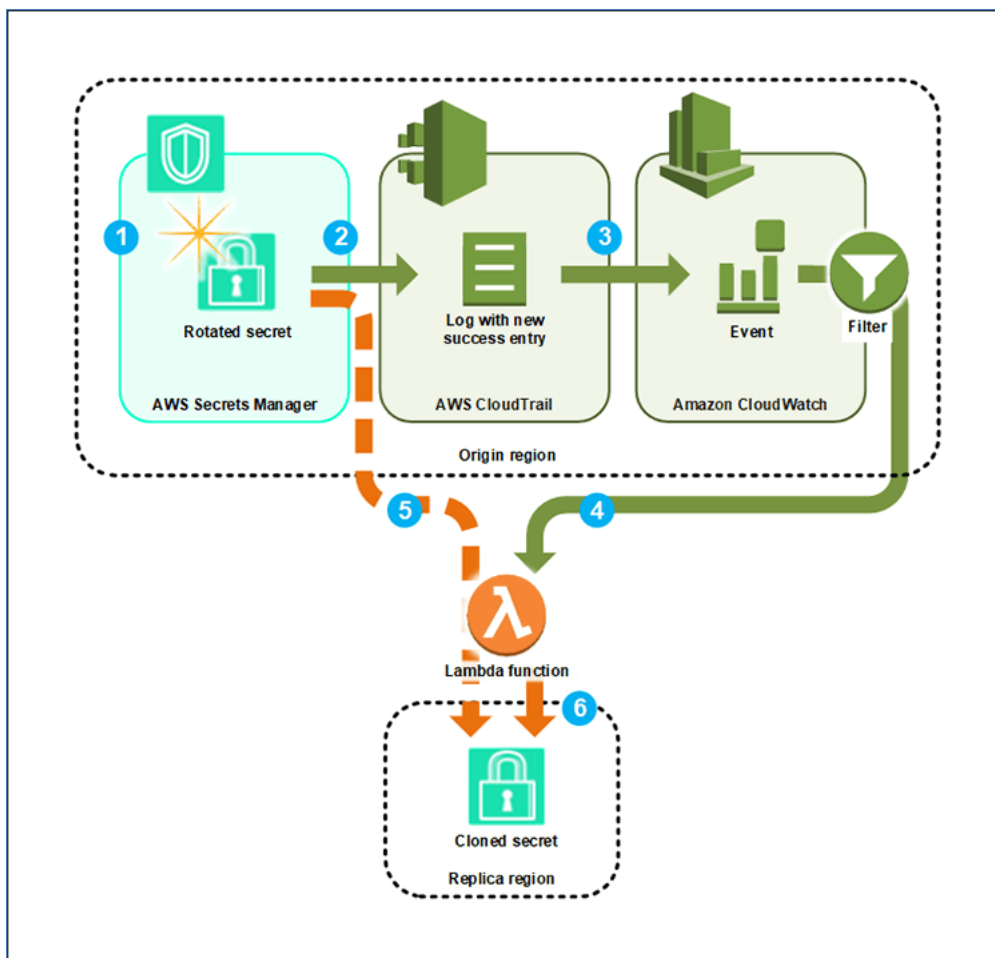 1
2
3
Rotated secret
Log with new
success entry
Event
Filter
AWS Secrets Manager
AWS CloudTrail
Amazon CloudWatch
Origin region
5
4
λ
Lambda function
6
Cloned secret
Replica region